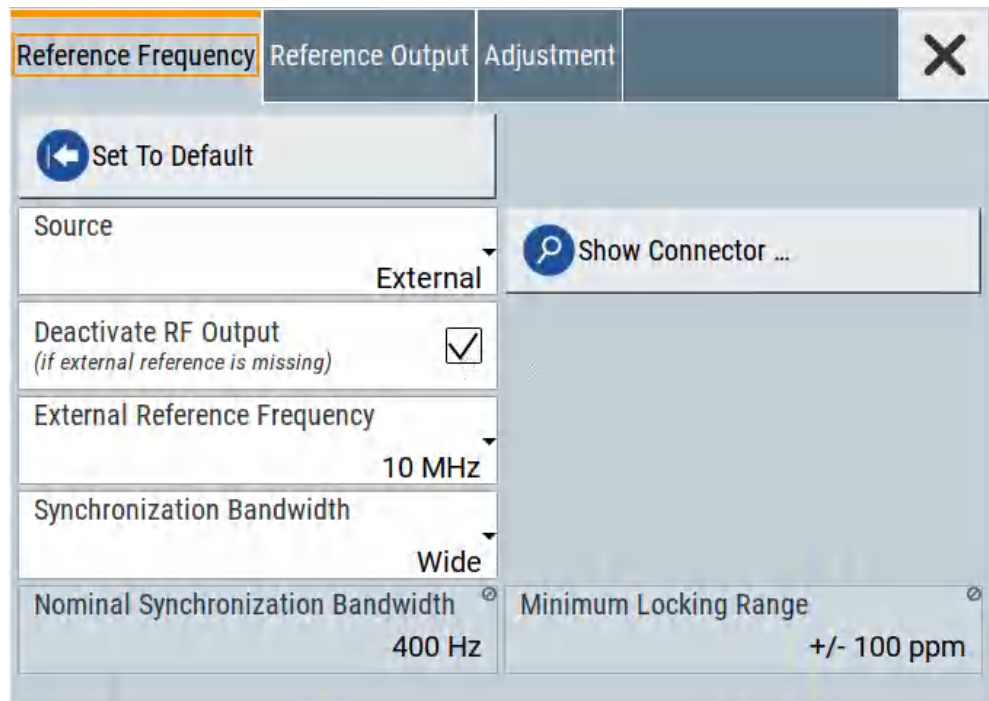 Reference Frequency
Reference Output
Adjustment
Set To Default
Source
External
Show Connector ...
Deactivate RF Output
(if external reference is missing)
External Reference Frequency
10 MHz
Synchronization Bandwidth
Wide
Nominal Synchronization Bandwidth
400 Hz
Minimum Locking Range
+/- 100 ppm